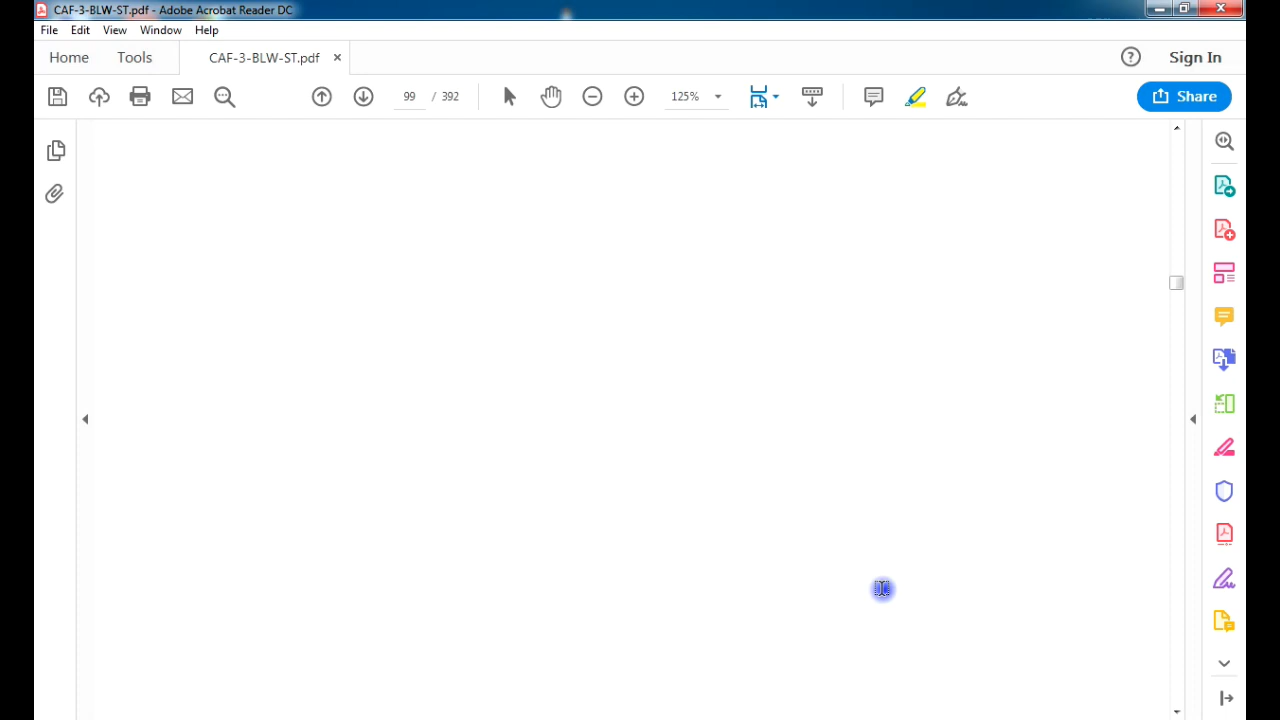 CAF-3-BLW-ST.pdf - Adobe Acrobat Reader DC
File Edit View Window Help
Home Tools CAF-3-BLW-ST.pdf × Sign In
99 / 392 125% Share